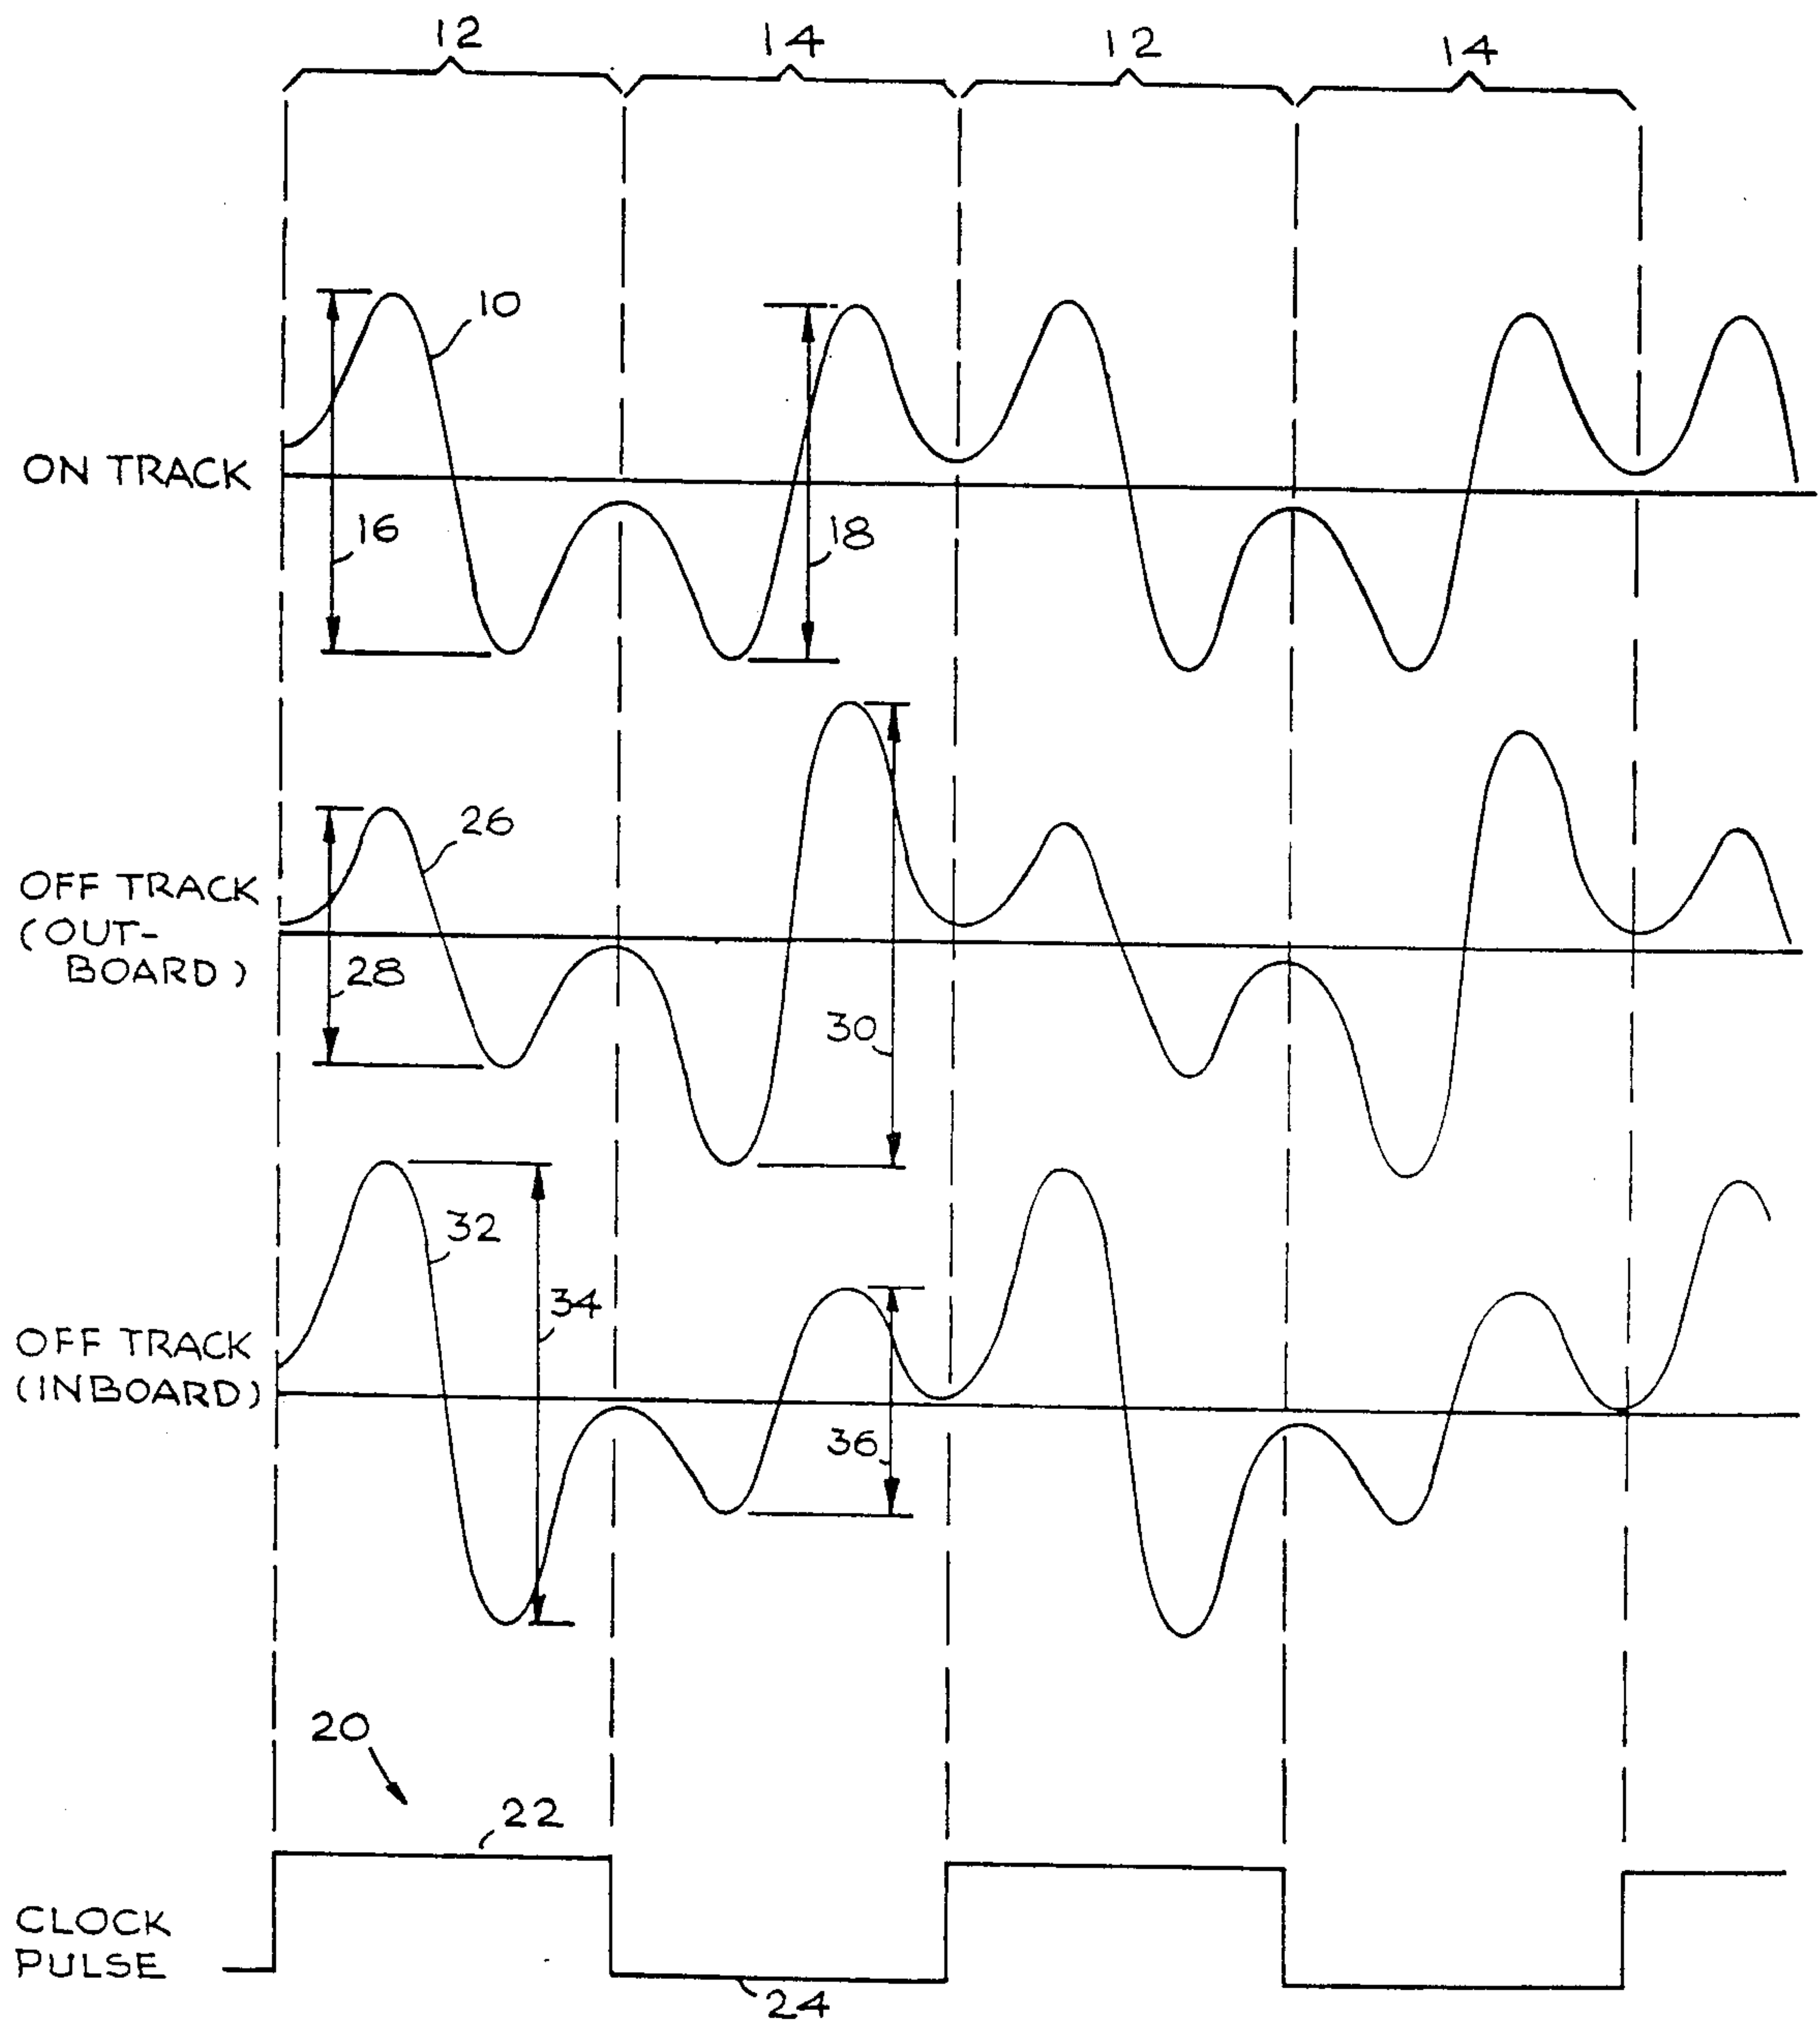 12 14 12 14
10
ON TRACK
16 18
26
OFF TRACK
(OUT-
BOARD)
28
30
32
34
OFF TRACK
(INBOARD)
36
20
22
CLOCK
PULSE
24